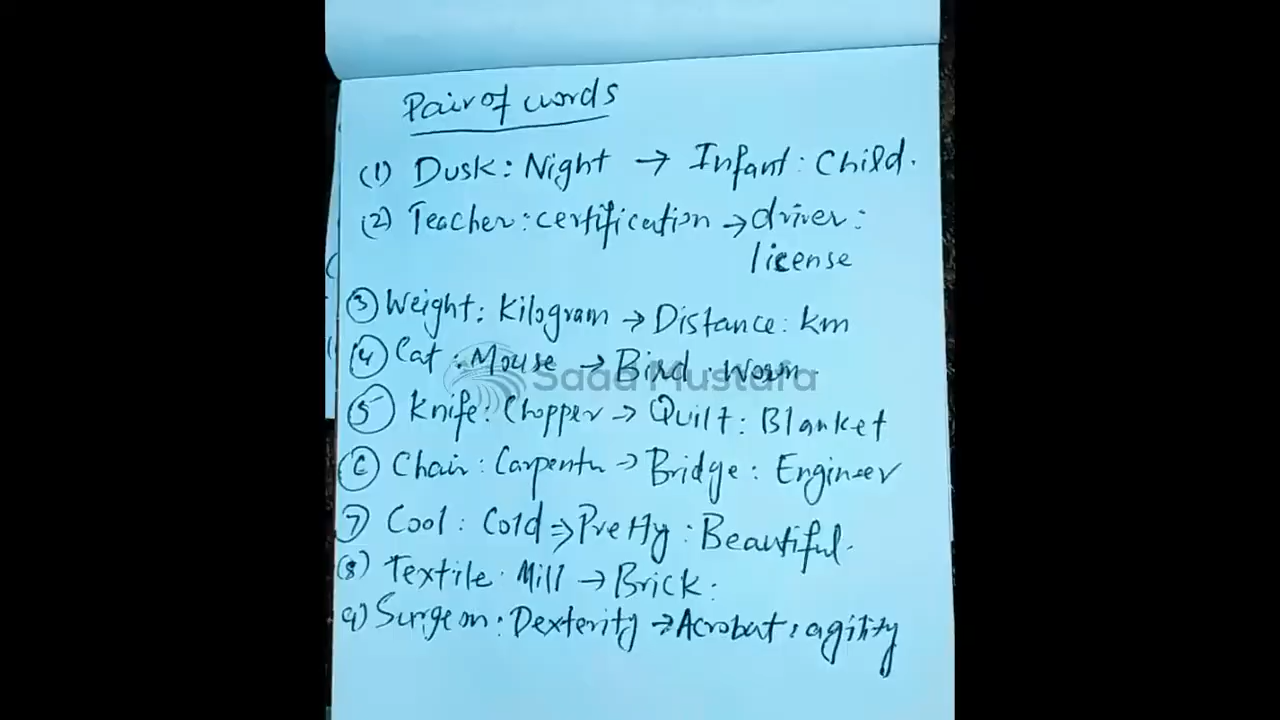 Pair of words
(1) Dusk : Night → Infant : Child.
(2) Teacher : certification → driver :
license
(3) Weight : Kilogram → Distance : km
(4) Cat : Mouse → Bird . Worm.
Saad Mustafa
(5) Knife : Chopper → Quilt : Blanket
(6) Chair : Carpenter → Bridge : Engineer
7) Cool : Cold ⇒ Pretty : Beautiful.
(8) Textile . Mill → Brick :
9) Surgeon : Dexterity → Acrobat : agility